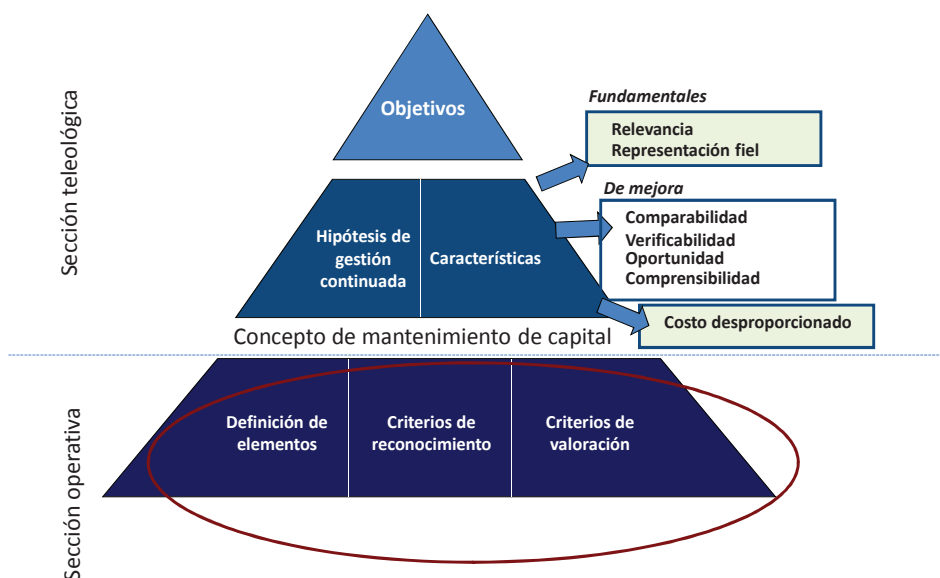 Sección teleológica
Objetivos
Fundamentales
Relevancia
Representación fiel
Hipótesis de
gestión
continuada
Características
De mejora
Comparabilidad
Verificabilidad
Oportunidad
Comprensibilidad
Costo desproporcionado
Concepto de mantenimiento de capital
Sección operativa
Definición de
elementos
Criterios de
reconocimiento
Criterios de
valoración